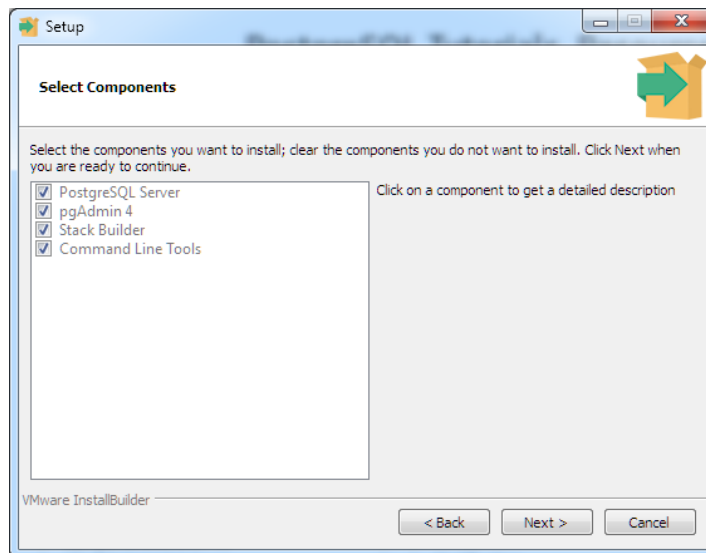 Setup
Select Components
Select the components you want to install; clear the components you do not want to install. Click Next when
you are ready to continue.
PostgreSQL Server
pgAdmin 4
Stack Builder
Command Line Tools
Click on a component to get a detailed description
VMware InstallBuilder
< Back
Next >
Cancel